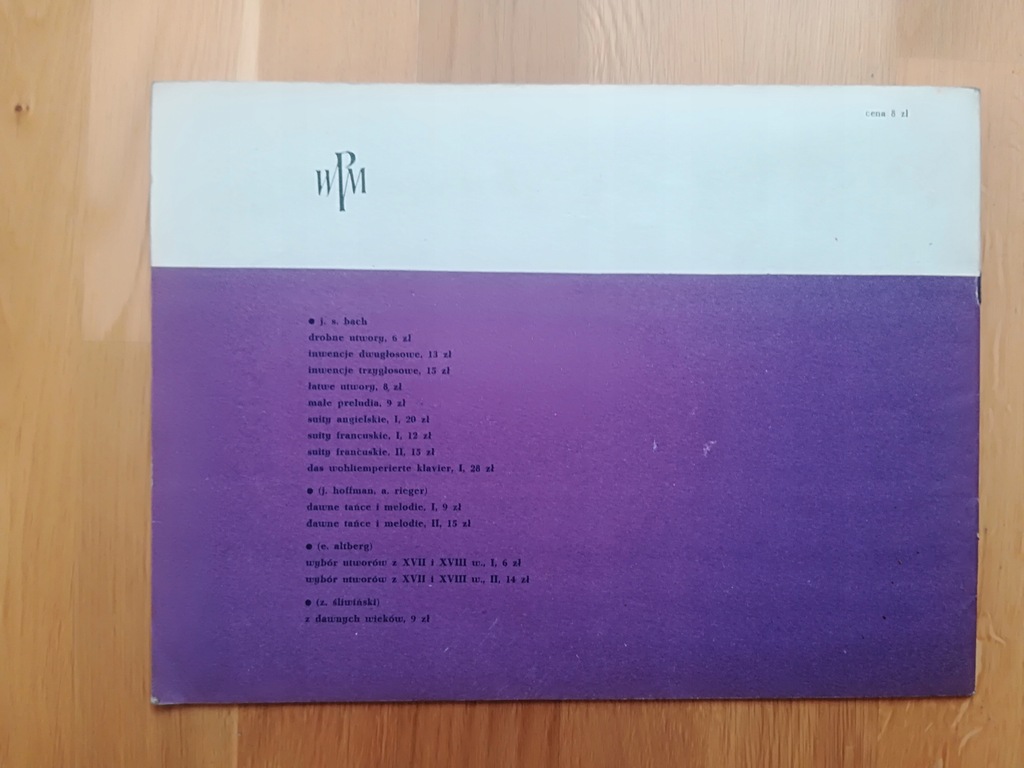 cena 8 zł
WPM
● j. s. bach
drobne utwory, 6 zł
inwencje dwugłosowe, 13 zł
inwencje trzygłosowe, 15 zł
łatwe utwory, 8, zł
małe preludia, 9 zł
suity angielskie, I, 20 zł
suity francuskie, I, 12 zł
suity francuskie, II, 15 zł
das wohltemperierte klavier, I, 28 zł
● (j. hoffman, a. rieger)
dawne tańce i melodie, I, 9 zł
dawne tańce i melodie, II, 15 zł
● (e. altberg)
wybór utworów z XVII i XVIII w., I, 6 zł
wybór utworów z XVII i XVIII w., II, 14 zł
● (z. śliwiński)
z dawnych wieków, 9 zł